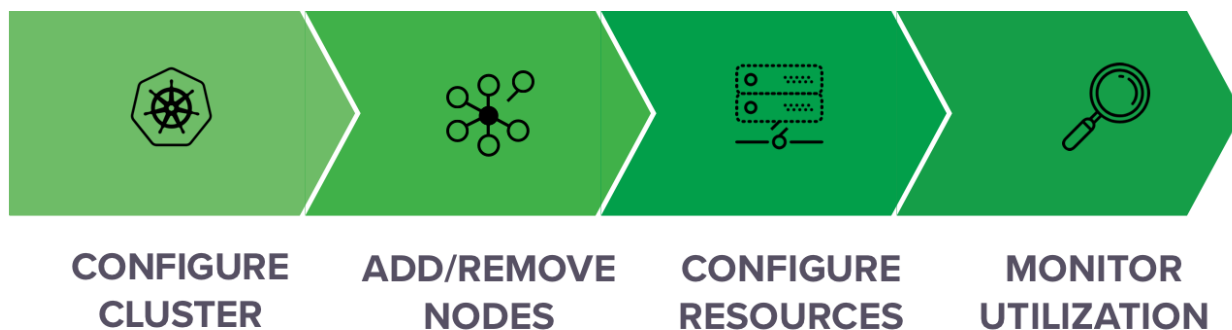 CONFIGURE
CLUSTER
ADD/REMOVE
NODES
CONFIGURE
RESOURCES
MONITOR
UTILIZATION